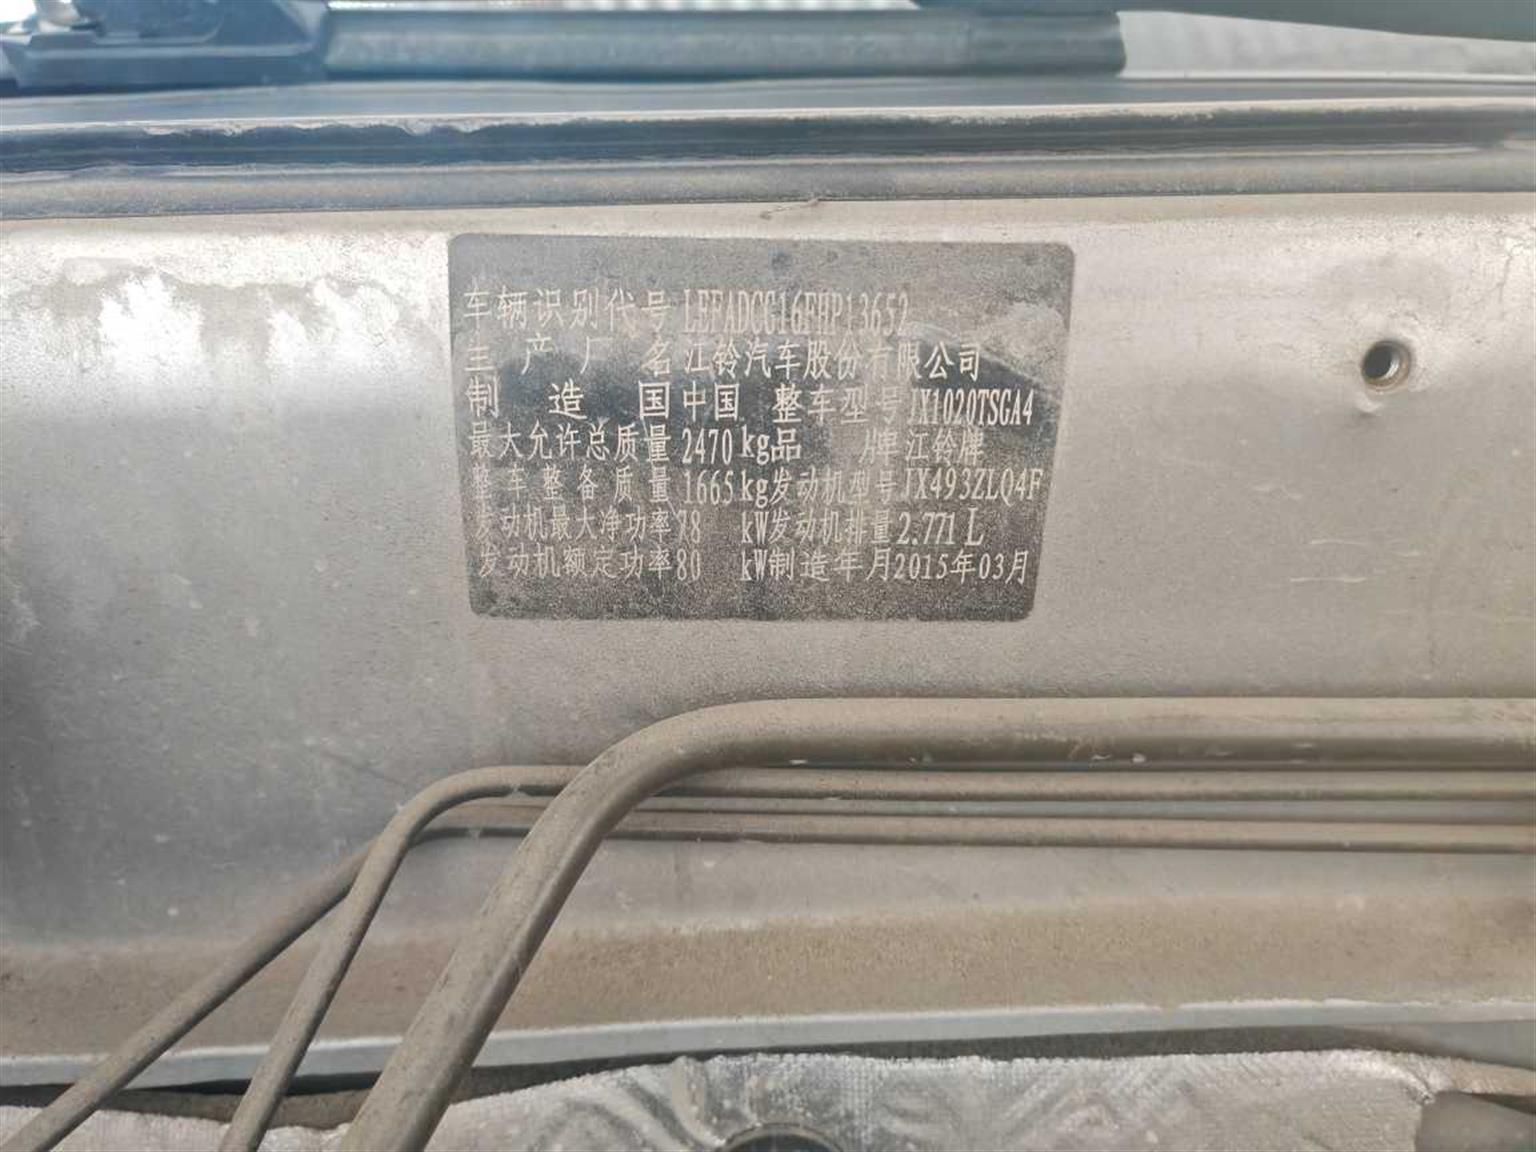 车辆识别代号 LEFADCG16FHP13652
生产厂名 江铃汽车股份有限公司
制造国 中国 整车型号 JX1020TSGA4
最大允许总质量 2470 kg 品牌 江铃牌
整车整备质量 1665 kg 发动机型号 JX493ZLQ4F
发动机最大净功率 78 kW 发动机排量 2.771 L
发动机额定功率 80 kW 制造年月 2015年03月